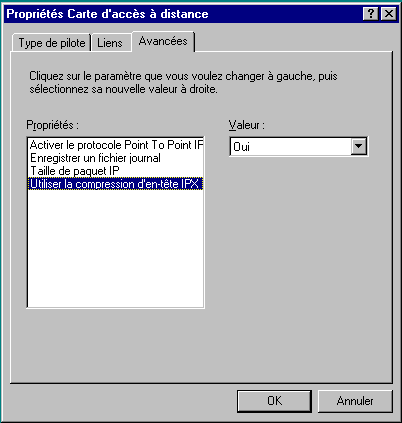 Propriétés Carte d'accès à distance
Type de pilote Liens Avancées
Cliquez sur le paramètre que vous voulez changer à gauche, puis
sélectionnez sa nouvelle valeur à droite.
Propriétés :
Activer le protocole Point To Point IF
Enregistrer un fichier journal
Taille de paquet IP
Utiliser la compression d'en-tête IPX
Valeur :
Oui
OK Annuler